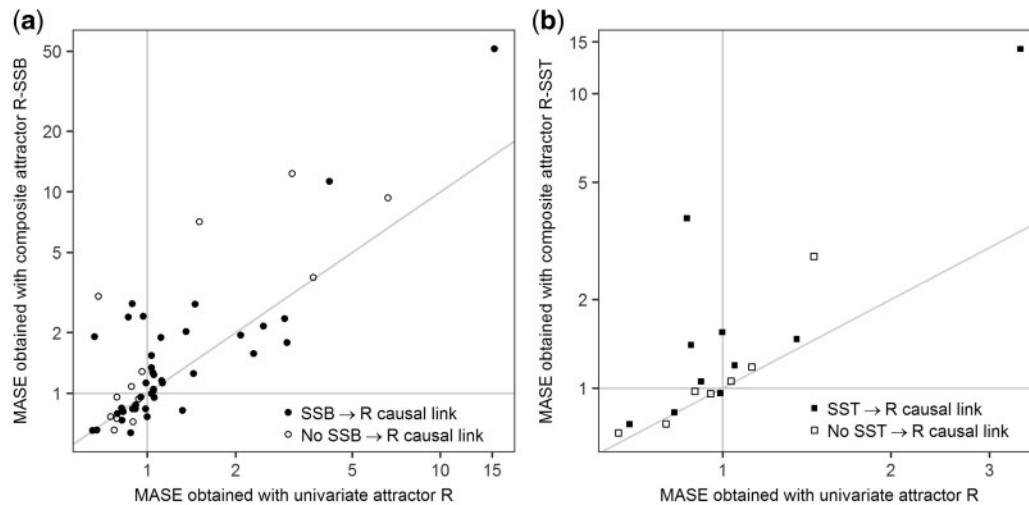 (a)
MASE obtained with composite attractor R-SSB
50
20
10
5
2
1
SSB → R causal link
No SSB → R causal link
1
2
5
10
15
MASE obtained with univariate attractor R
(b)
MASE obtained with composite attractor R-SST
15
10
5
2
1
SST → R causal link
No SST → R causal link
1
2
3
MASE obtained with univariate attractor R